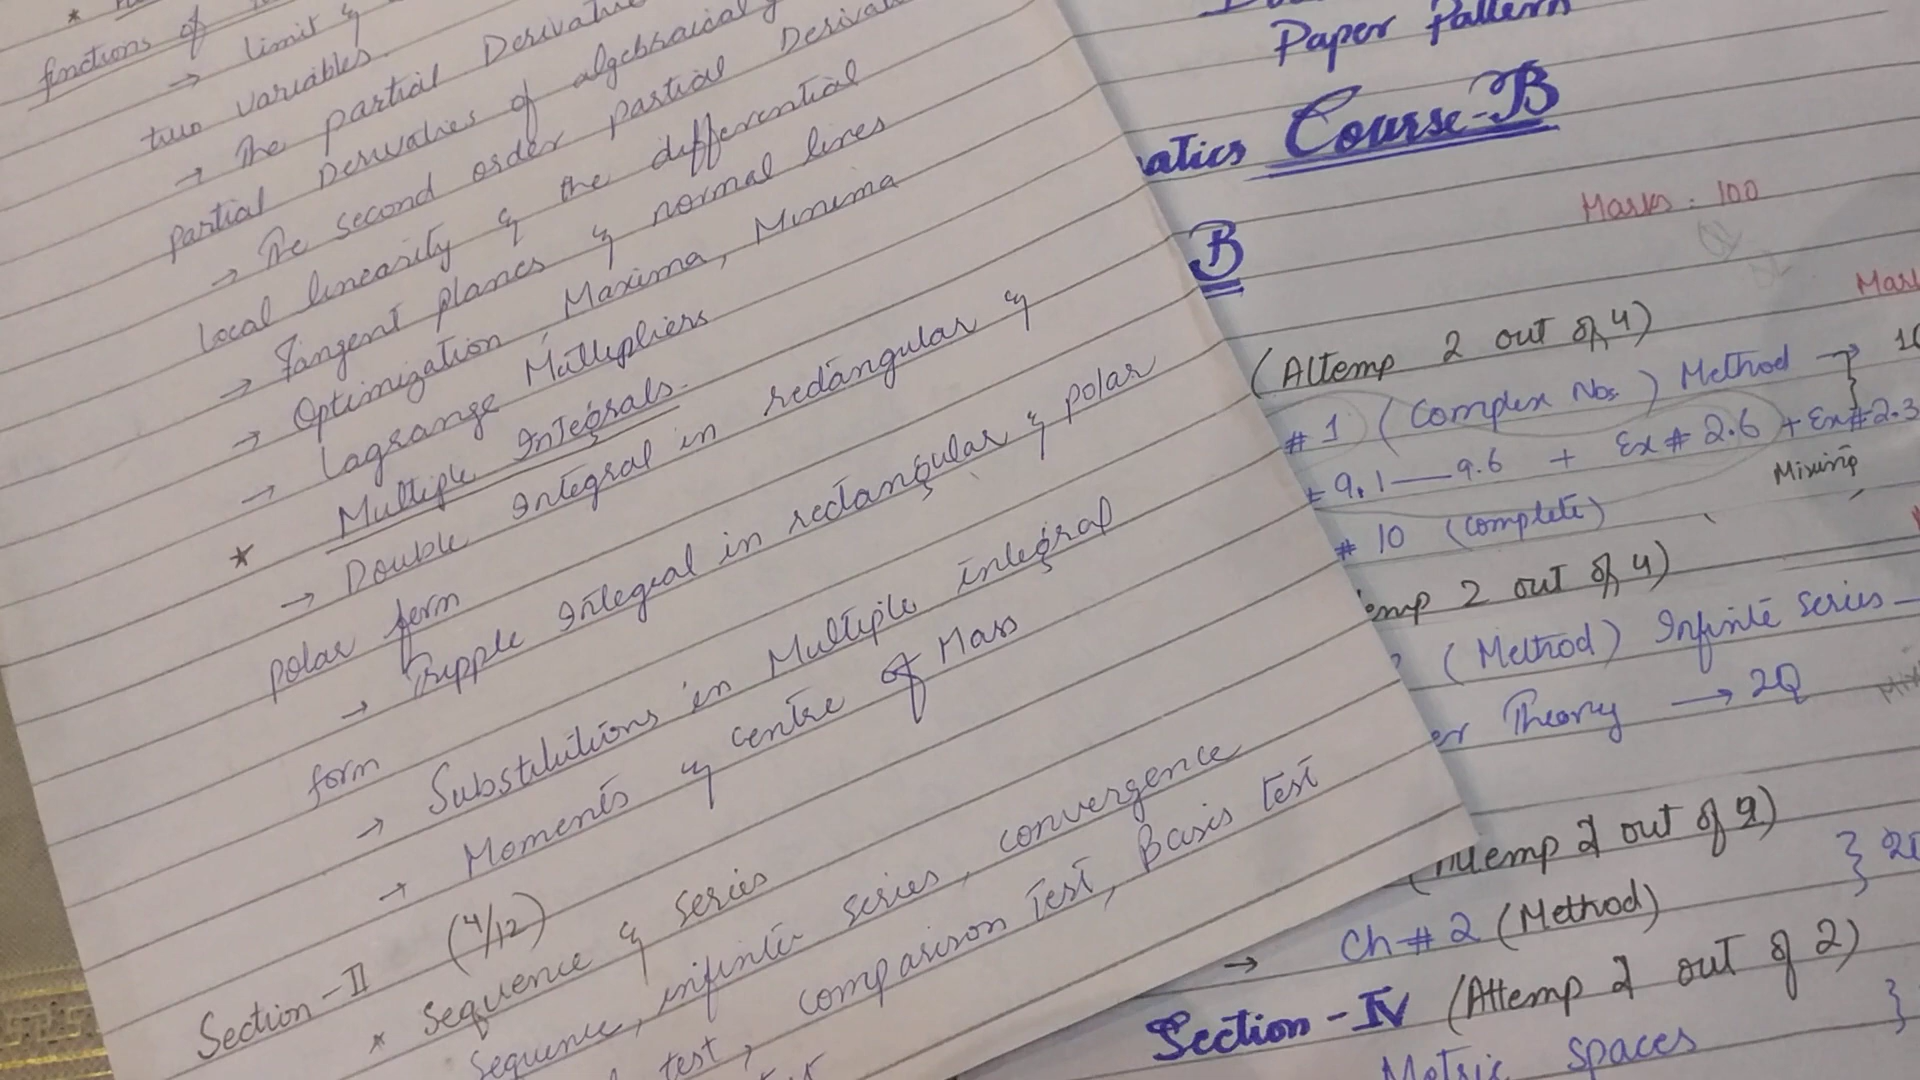 functions of
→ limit &
two variables.
→ The partial Derivative
partial Derivatives of algebraical
→ The second order partial Derivat
local linearity & the differential
→ Tangent planes & normal lines
→ Optimization, Maxima, Minima
→ Lagrange Multipliers
* Multiple Integrals.
→ Double Integral in redangular &
polar form
→ Tripple Integral in rectangular & polar
form
→ Substitutions in Multiple integral
→ Moments & centre of Mass
Section-II (4/12)
* Sequence & series
Sequence, infinite series, convergence
test, comparison Test, Basis Test
Paper Pattern
atics Course-B
Marks: 100
B
(Attemp 2 out of 4)
# 1 (Complex Nos.) Method →
9.1—9.6 + Ex # 2.6 + Ex # 2.3
Mixing
# 10 (complete)
emp 2 out of 4)
(Method) Infinite series
er Theory → 2Q
temp 1 out of 2)
→ Ch # 2 (Method)
Section-IV (Attemp 1 out of 2)
Metric spaces